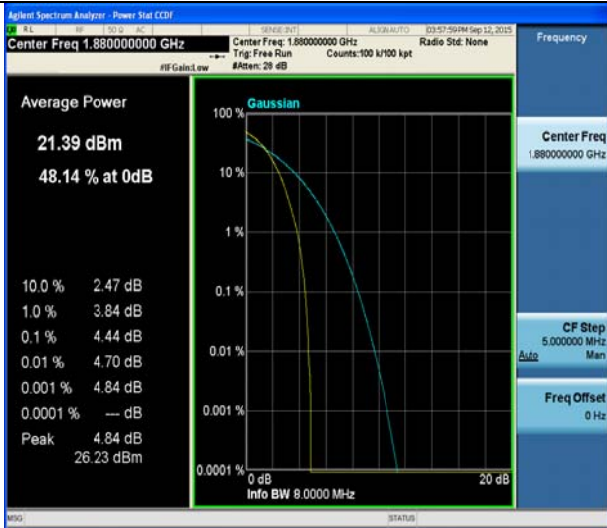 Agilent Spectrum Analyzer - Power Stat CCDF
RL RF 50 Ω AC SENSE:INT ALIGNAUTO 03:57:59PM Sep 12, 2015
Center Freq 1.880000000 GHz
Center Freq: 1.880000000 GHz
Radio Std: None
Trig: Free Run
Counts:100 k/100 kpt
#IFGain:Low
#Atten: 28 dB
Frequency
Average Power
21.39 dBm
48.14 % at 0dB
10.0 % 2.47 dB
1.0 % 3.84 dB
0.1 % 4.44 dB
0.01 % 4.70 dB
0.001 % 4.84 dB
0.0001 % --- dB
Peak 4.84 dB
26.23 dBm
Gaussian
100 %
10 %
1 %
0.1 %
0.01 %
0.001 %
0.0001 %
0 dB
20 dB
Info BW 8.0000 MHz
Center Freq
1.880000000 GHz
CF Step
5.000000 MHz
Auto Man
Freq Offset
0 Hz
MSG
STATUS